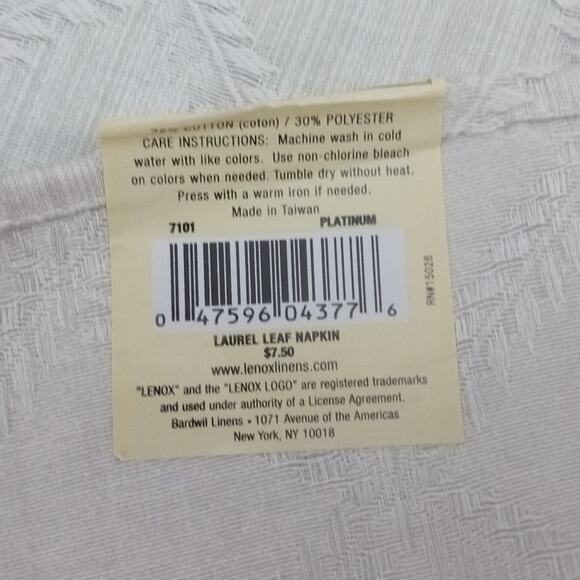 COTTON (coton) / 30% POLYESTER
CARE INSTRUCTIONS: Machine wash in cold
water with like colors. Use non-chlorine bleach
on colors when needed. Tumble dry without heat.
Press with a warm iron if needed.
Made in Taiwan
7101 PLATINUM
0 47596 04377 6
RN#15028
LAUREL LEAF NAPKIN
$7.50
www.lenoxlinens.com
"LENOX" and the "LENOX LOGO" are registered trademarks
and used under authority of a License Agreement.
Bardwil Linens • 1071 Avenue of the Americas
New York, NY 10018